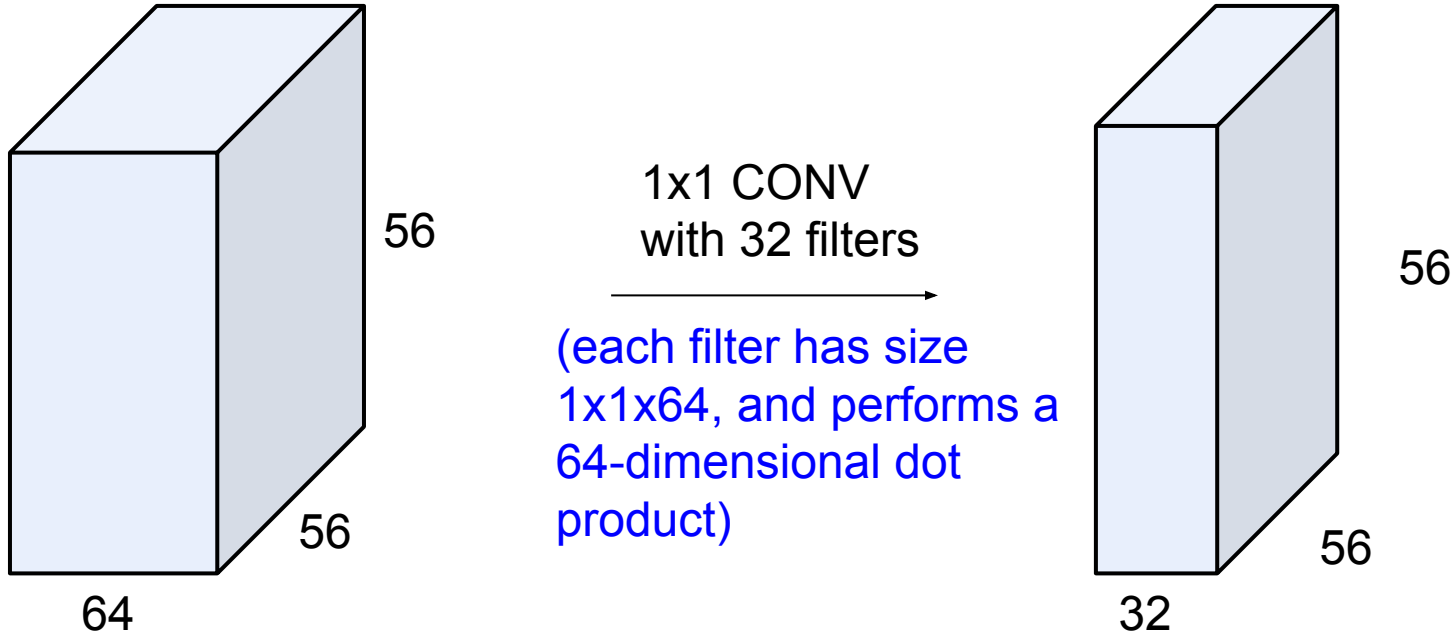 56
56
64
1x1 CONV
with 32 filters
(each filter has size
1x1x64, and performs a
64-dimensional dot
product)
56
56
32